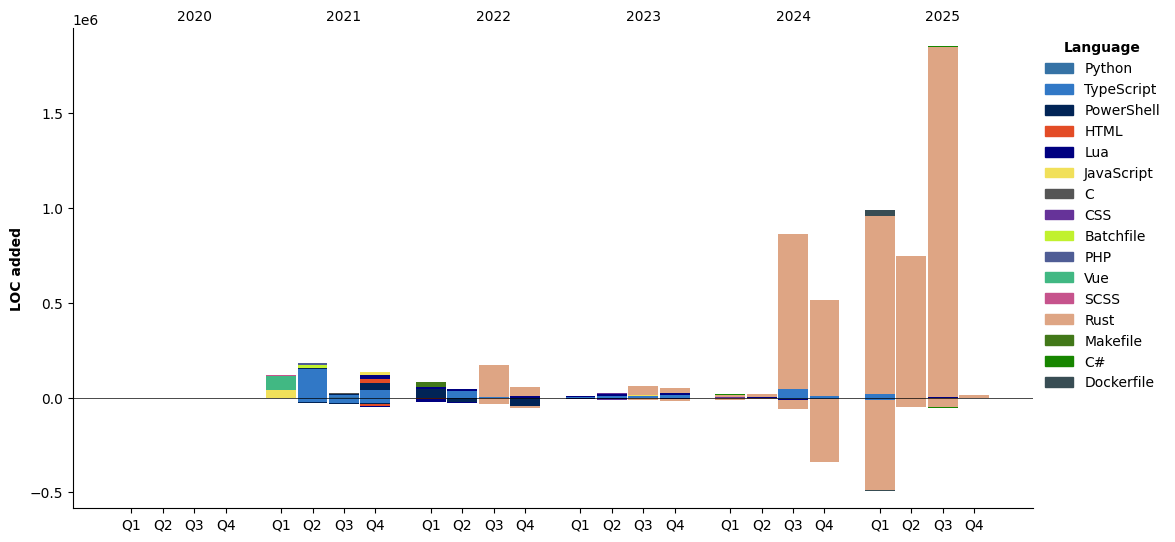 2020 2021 2022 2023 2024 2025
1e6
LOC added
1.5
1.0
0.5
0.0
−0.5
Q1 Q2 Q3 Q4 Q1 Q2 Q3 Q4 Q1 Q2 Q3 Q4 Q1 Q2 Q3 Q4 Q1 Q2 Q3 Q4 Q1 Q2 Q3 Q4
Language
Python
TypeScript
PowerShell
HTML
Lua
JavaScript
C
CSS
Batchfile
PHP
Vue
SCSS
Rust
Makefile
C#
Dockerfile